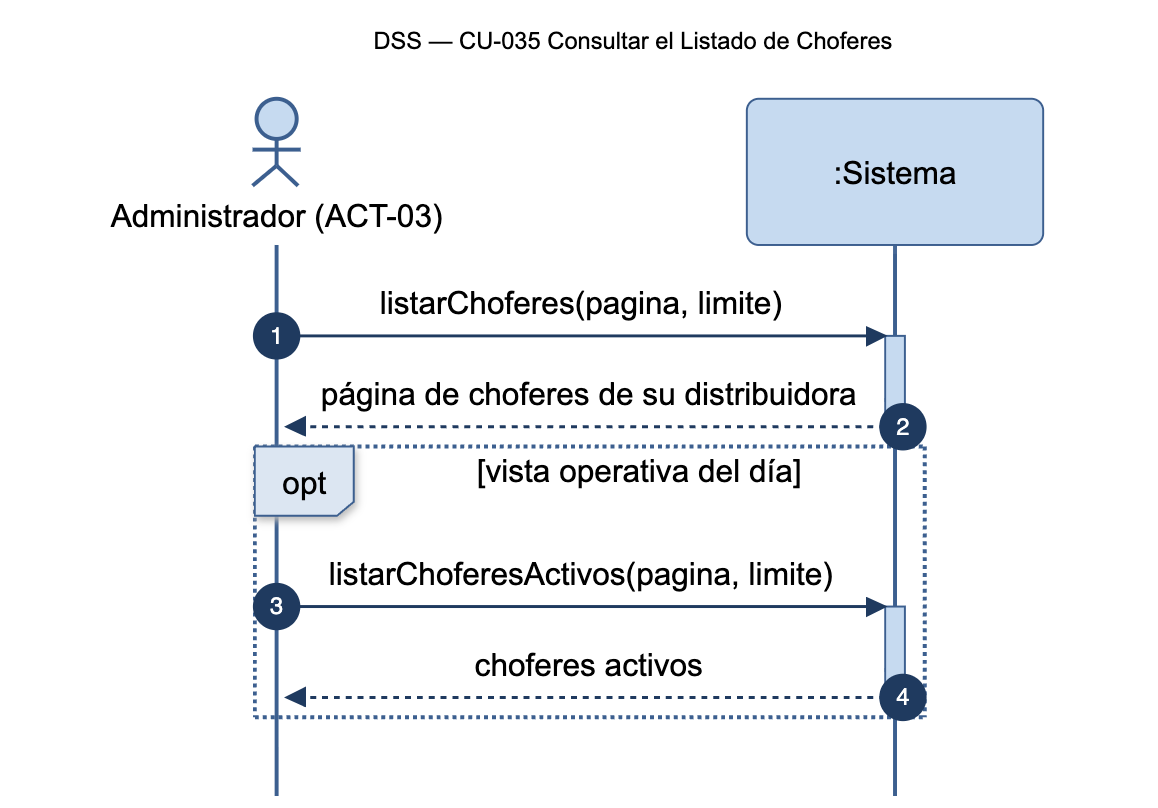 DSS — CU-035 Consultar el Listado de Choferes
:Sistema
Administrador (ACT-03)
listarChoferes(pagina, limite)
1
página de choferes de su distribuidora
2
opt
[vista operativa del día]
listarChoferesActivos(pagina, limite)
3
choferes activos
4